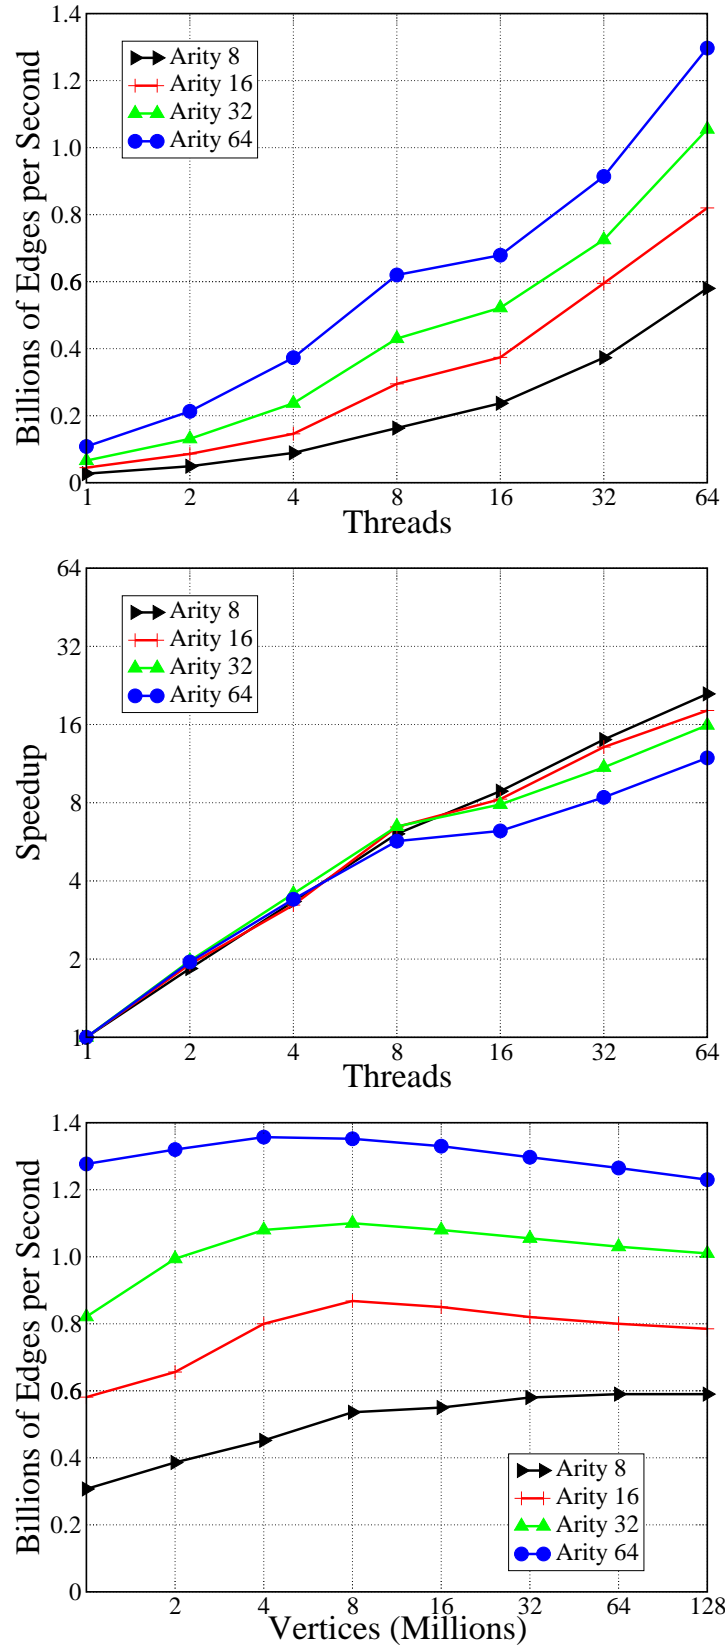 Billions of Edges per Second
1.4
1.2
1.0
0.8
0.6
0.4
0.2
0
Arity 8
Arity 16
Arity 32
Arity 64
1 2 4 8 16 32 64
Threads
Speedup
64
32
16
8
4
2
1
Arity 8
Arity 16
Arity 32
Arity 64
1 2 4 8 16 32 64
Threads
Billions of Edges per Second
1.4
1.2
1.0
0.8
0.6
0.4
0.2
0
Arity 8
Arity 16
Arity 32
Arity 64
2 4 8 16 32 64 128
Vertices (Millions)